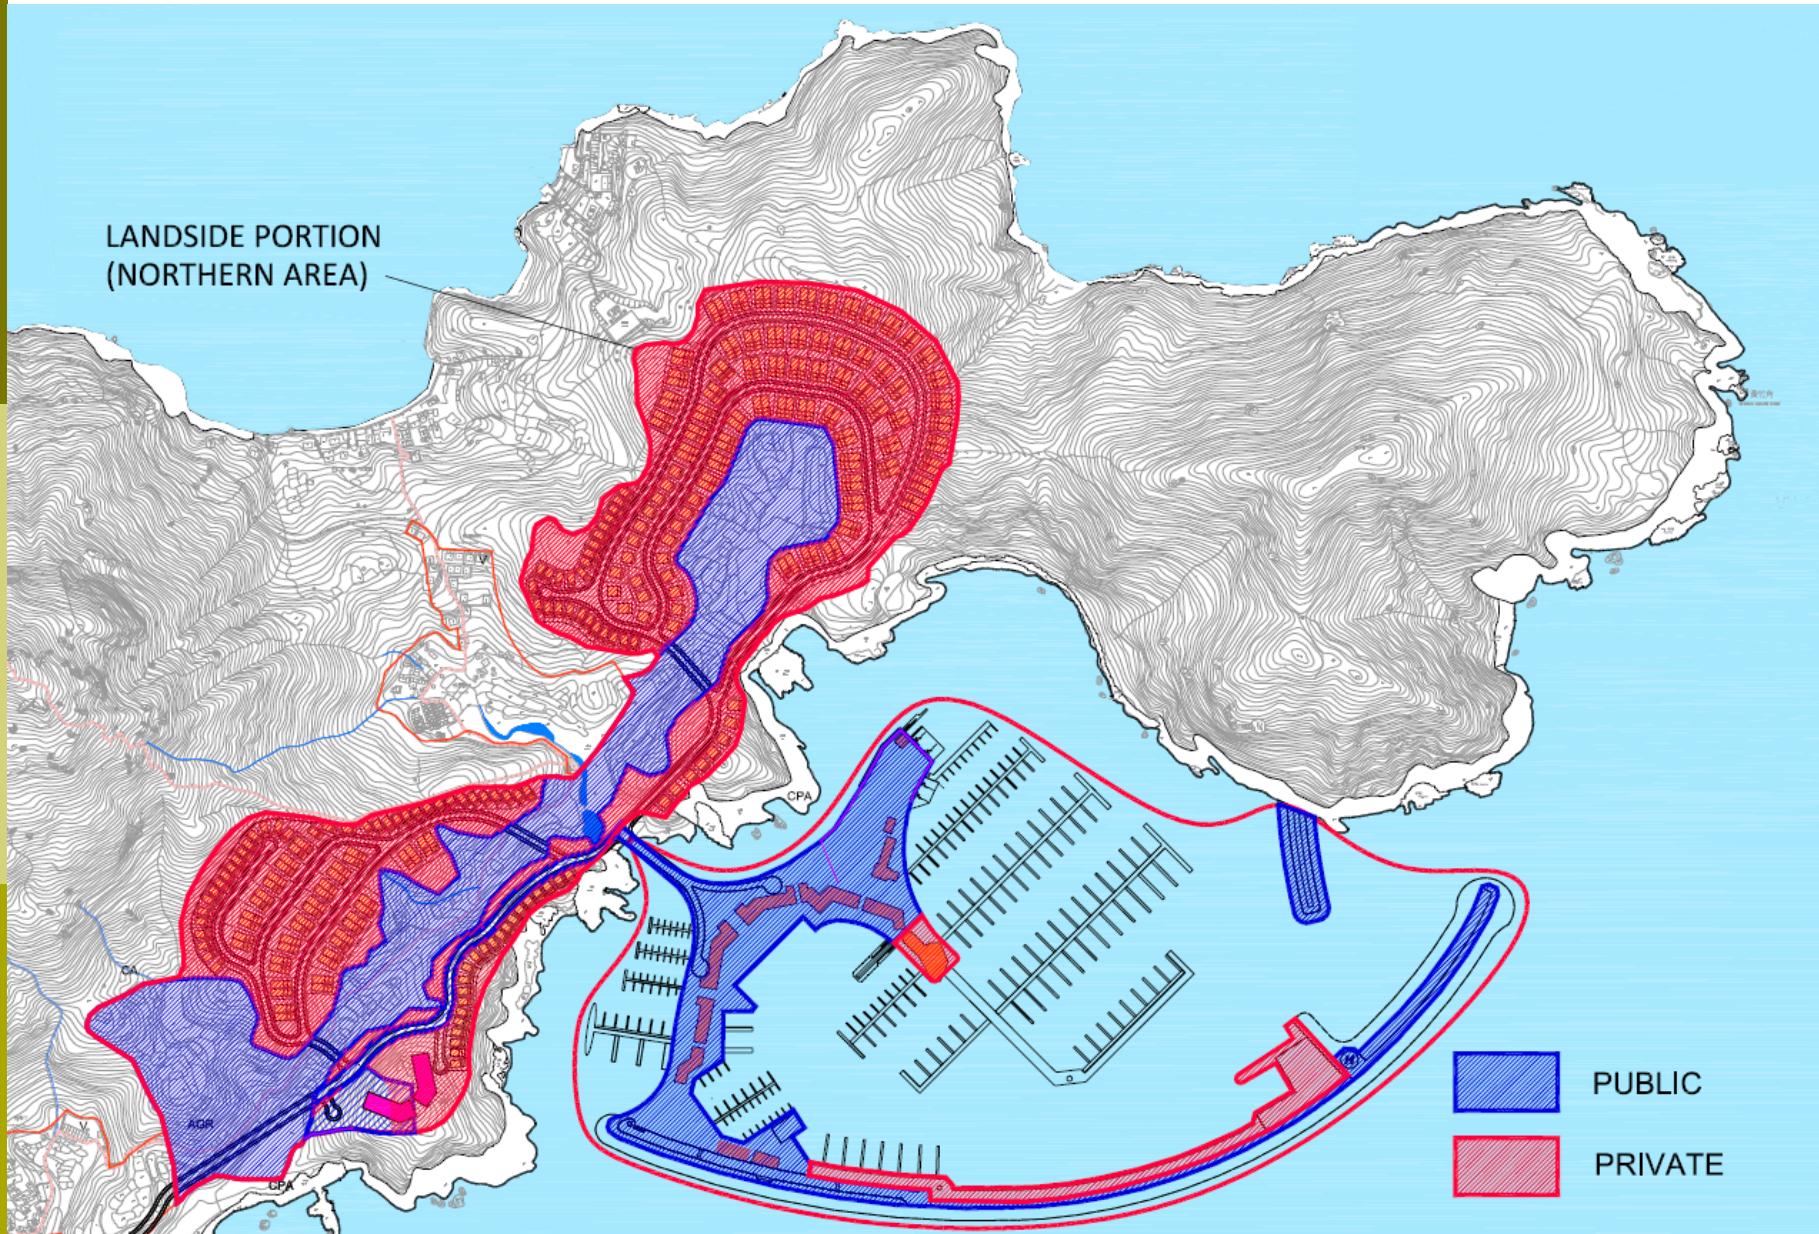 LANDSIDE PORTION
(NORTHERN AREA)
V
CPA
CA
H
PUBLIC
AGR
V
PRIVATE
CPA